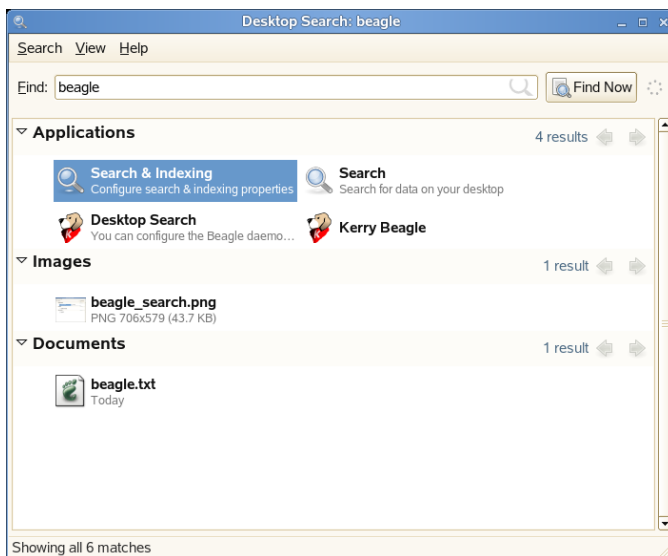 Desktop Search: beagle
Search View Help
Find: beagle Find Now
Applications 4 results
Search & Indexing
Configure search & indexing properties
Search
Search for data on your desktop
Desktop Search
You can configure the Beagle daemo...
Kerry Beagle
Images 1 result
beagle_search.png
PNG 706x579 (43.7 KB)
Documents 1 result
beagle.txt
Today
Showing all 6 matches